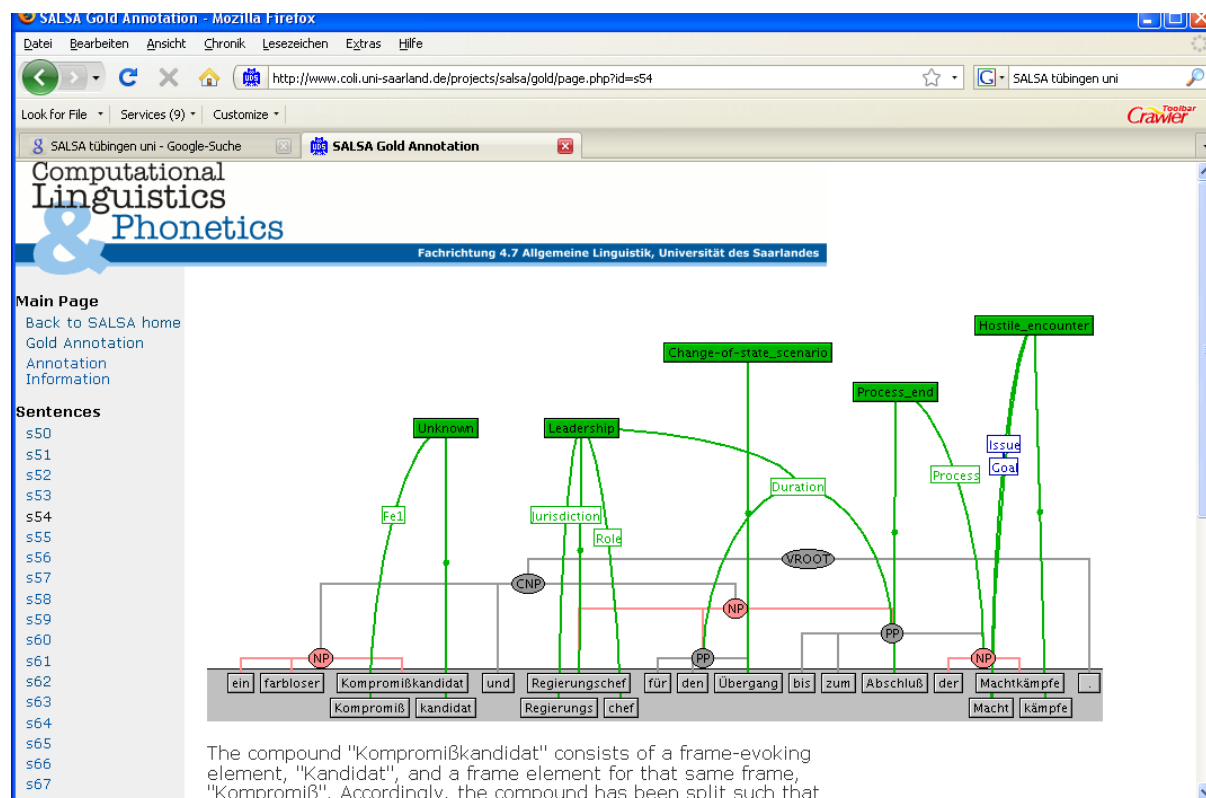 SALSA Gold Annotation - Mozilla Firefox
Datei Bearbeiten Ansicht Chronik Lesezeichen Extras Hilfe
http://www.coli.uni-saarland.de/projects/salsa/gold/page.php?id=s54 G SALSA tübingen uni
Look for File Services (9) Customize Crawler Toolbar
SALSA tübingen uni - Google-Suche UDS SALSA Gold Annotation
Computational
Linguistics
& Phonetics
Fachrichtung 4.7 Allgemeine Linguistik, Universität des Saarlandes
Main Page
Back to SALSA home
Gold Annotation
Annotation
Information
Sentences
s50
s51
s52
s53
s54
s55
s56
s57
s58
s59
s60
s61
s62
s63
s64
s65
s66
s67
Hostile_encounter
Change-of-state_scenario
Process_end
Unknown Leadership
Issue
Goal
Process
Duration
Fe1 Jurisdiction
Role
VROOT
CNP
NP
PP
NP PP NP
ein farbloser Kompromißkandidat und Regierungschef für den Übergang bis zum Abschluß der Machtkämpfe .
Kompromiß kandidat Regierungs chef Macht kämpfe
The compound "Kompromißkandidat" consists of a frame-evoking
element, "Kandidat", and a frame element for that same frame,
"Kompromiß". Accordingly, the compound has been split such that